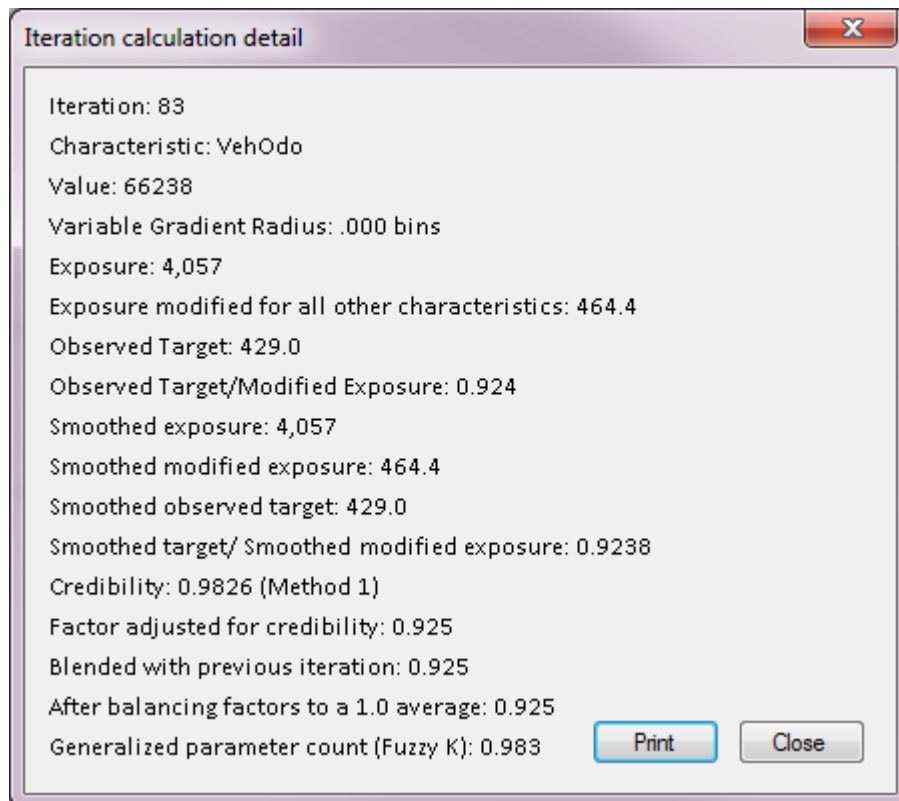 Iteration calculation detail
Iteration: 83
Characteristic: VehOdo
Value: 66238
Variable Gradient Radius: .000 bins
Exposure: 4,057
Exposure modified for all other characteristics: 464.4
Observed Target: 429.0
Observed Target/Modified Exposure: 0.924
Smoothed exposure: 4,057
Smoothed modified exposure: 464.4
Smoothed observed target: 429.0
Smoothed target/ Smoothed modified exposure: 0.9238
Credibility: 0.9826 (Method 1)
Factor adjusted for credibility: 0.925
Blended with previous iteration: 0.925
After balancing factors to a 1.0 average: 0.925
Generalized parameter count (Fuzzy K): 0.983
Print
Close